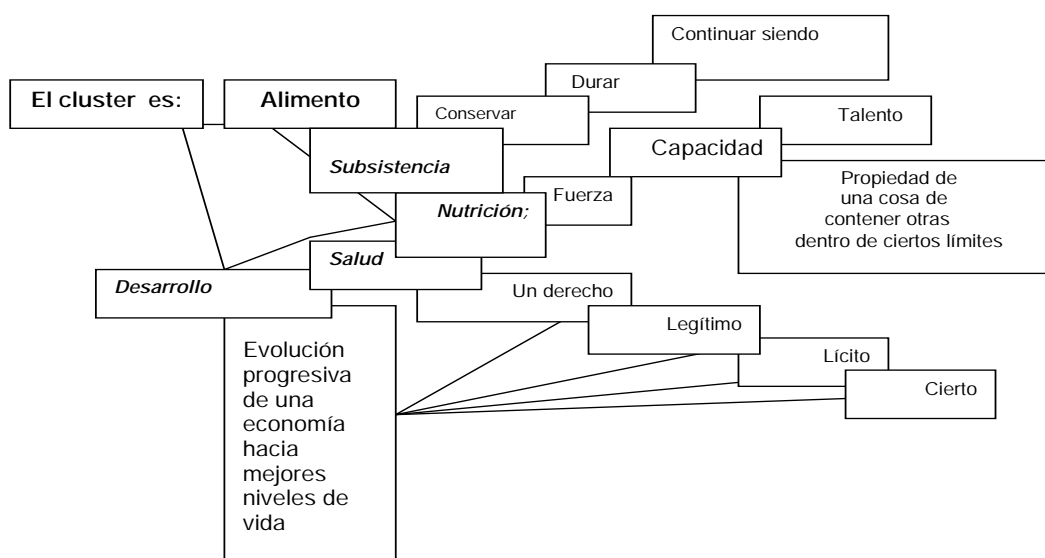 Continuar siendo
Durar
El cluster es:
Alimento
Conservar
Talento
Subsistencia
Capacidad
Nutrición;
Fuerza
Propiedad de
una cosa de
contener otras
dentro de ciertos límites
Salud
Desarrollo
Un derecho
Legítimo
Evolución
progresiva
de una
economía
hacia
mejores
niveles de
vida
Lícito
Cierto